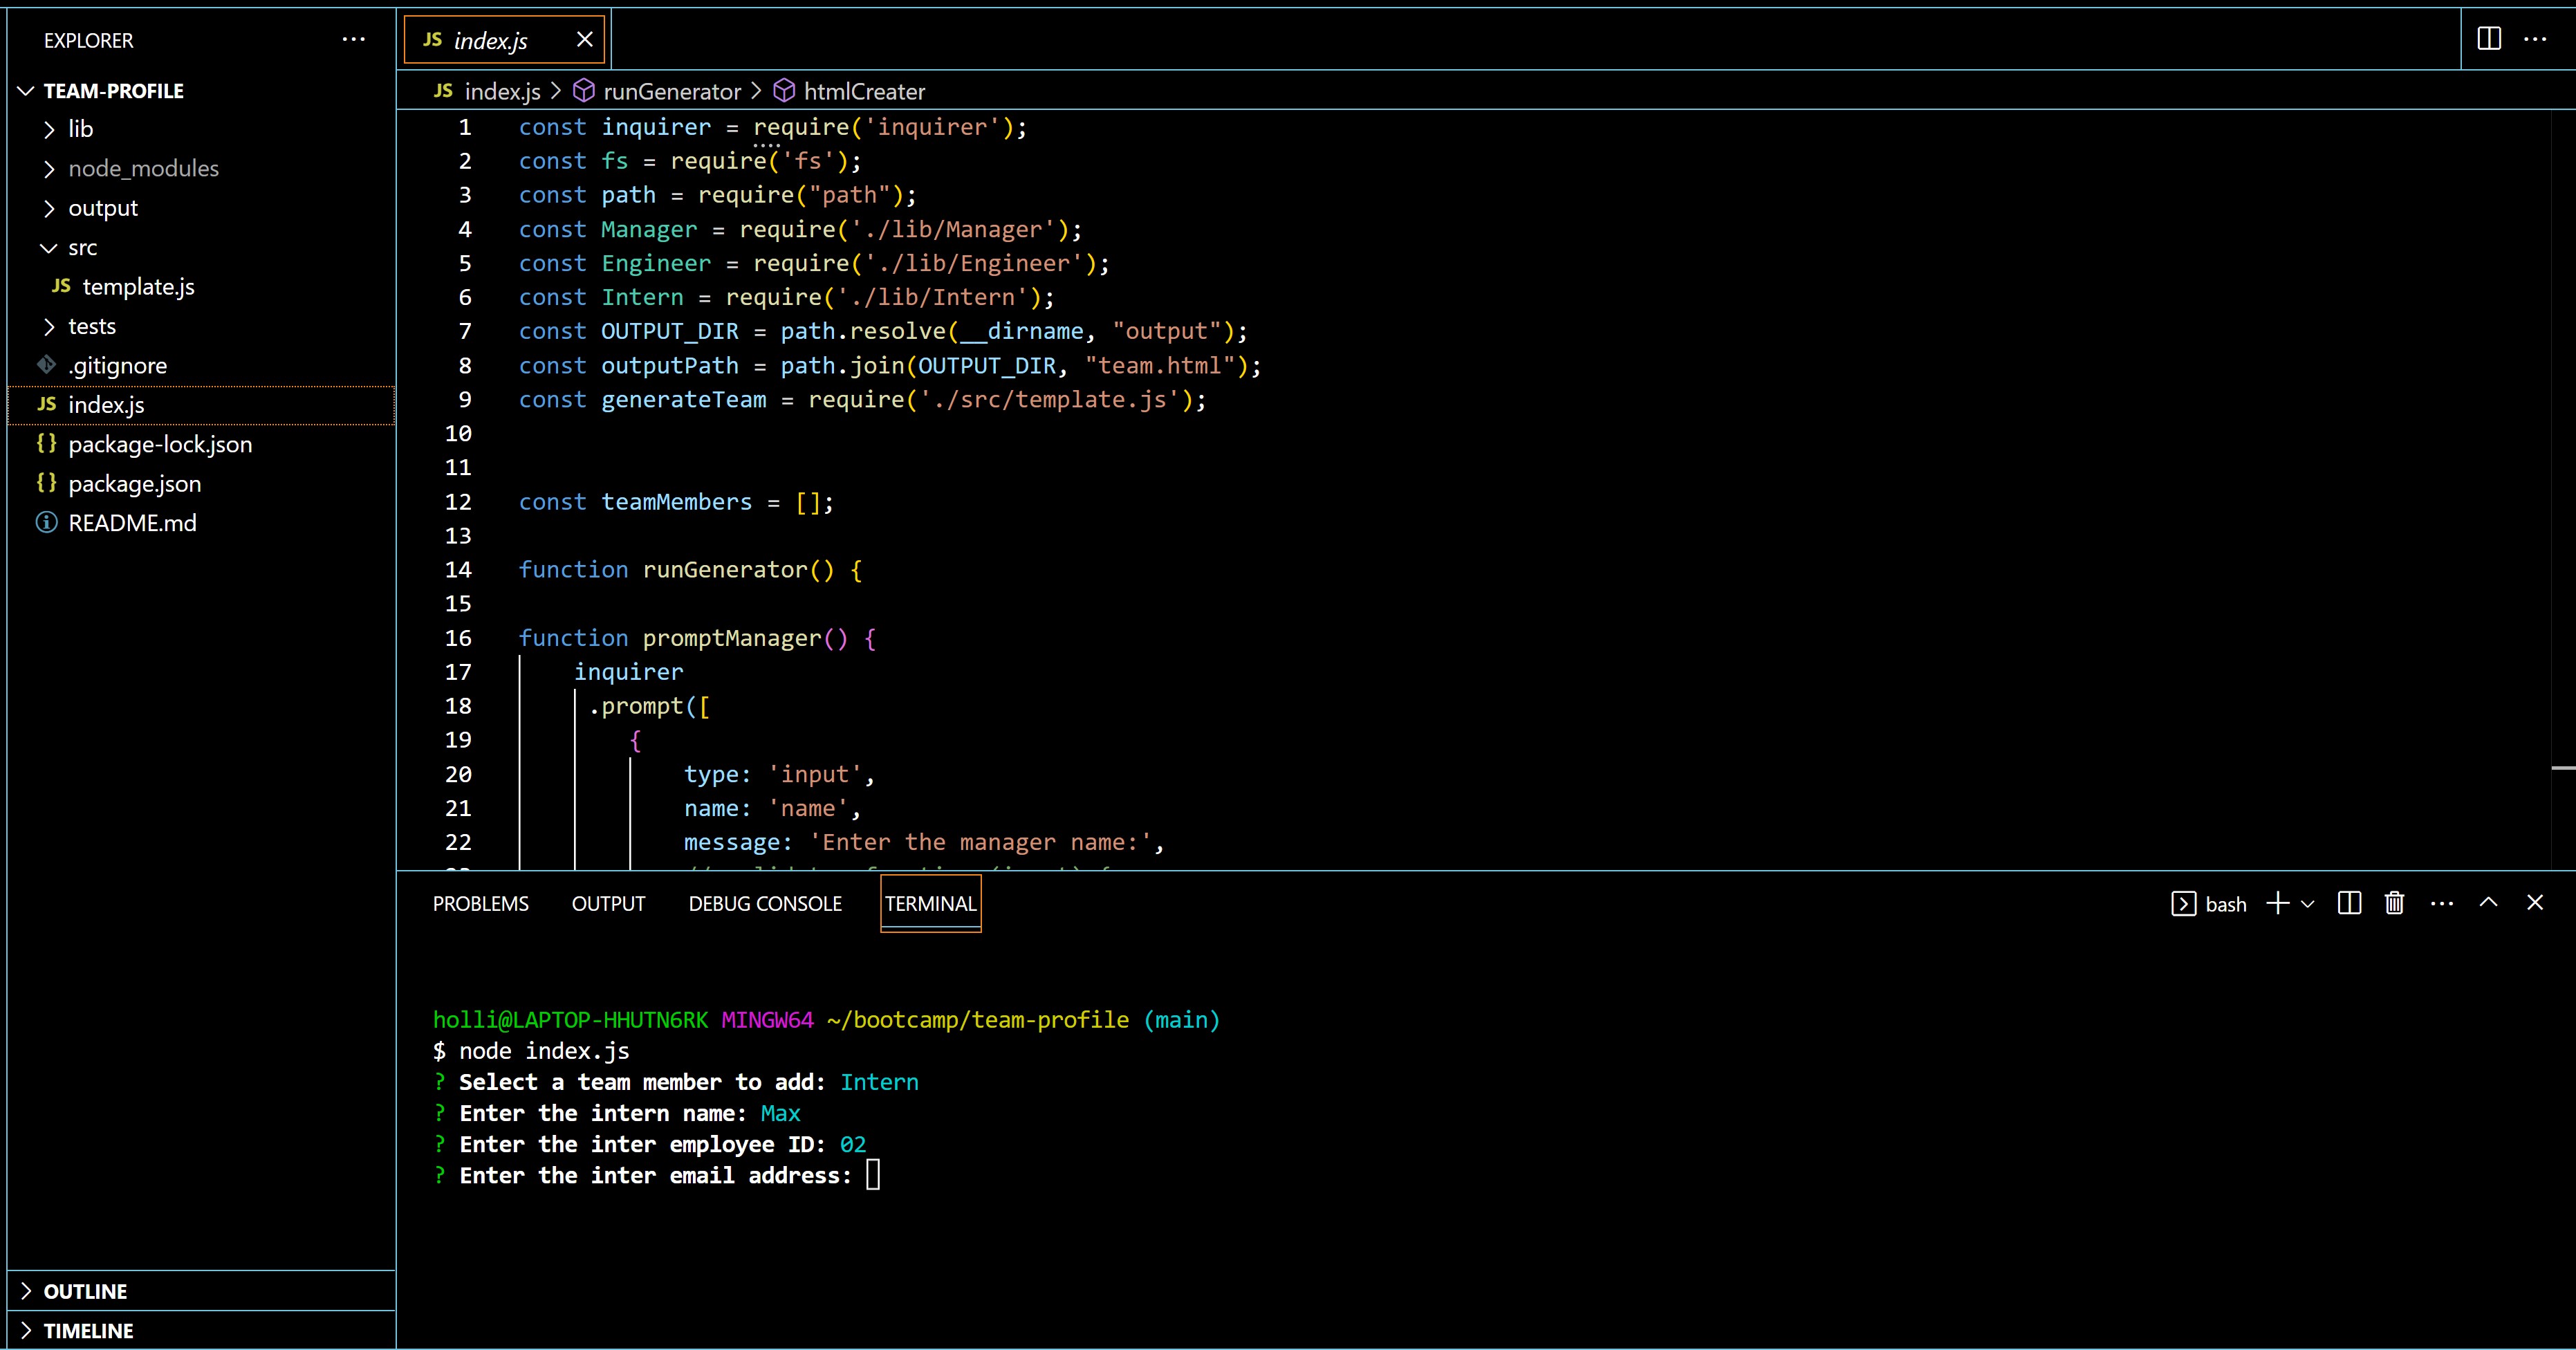 EXPLORER
TEAM-PROFILE
lib
node_modules
output
src
JS template.js
tests
.gitignore
JS index.js
{} package-lock.json
{} package.json
README.md
OUTLINE
TIMELINE
JS index.js
JS index.js > runGenerator > htmlCreater
1 const inquirer = require('inquirer');
2 const fs = require('fs');
3 const path = require("path");
4 const Manager = require('./lib/Manager');
5 const Engineer = require('./lib/Engineer');
6 const Intern = require('./lib/Intern');
7 const OUTPUT_DIR = path.resolve(__dirname, "output");
8 const outputPath = path.join(OUTPUT_DIR, "team.html");
9 const generateTeam = require('./src/template.js');
10
11
12 const teamMembers = [];
13
14 function runGenerator() {
15
16 function promptManager() {
17 inquirer
18 .prompt([
19 {
20 type: 'input',
21 name: 'name',
22 message: 'Enter the manager name:',
PROBLEMS OUTPUT DEBUG CONSOLE TERMINAL bash
holli@LAPTOP-HHUTN6RK MINGW64 ~/bootcamp/team-profile (main)
$ node index.js
? Select a team member to add: Intern
? Enter the intern name: Max
? Enter the inter employee ID: 02
? Enter the inter email address: